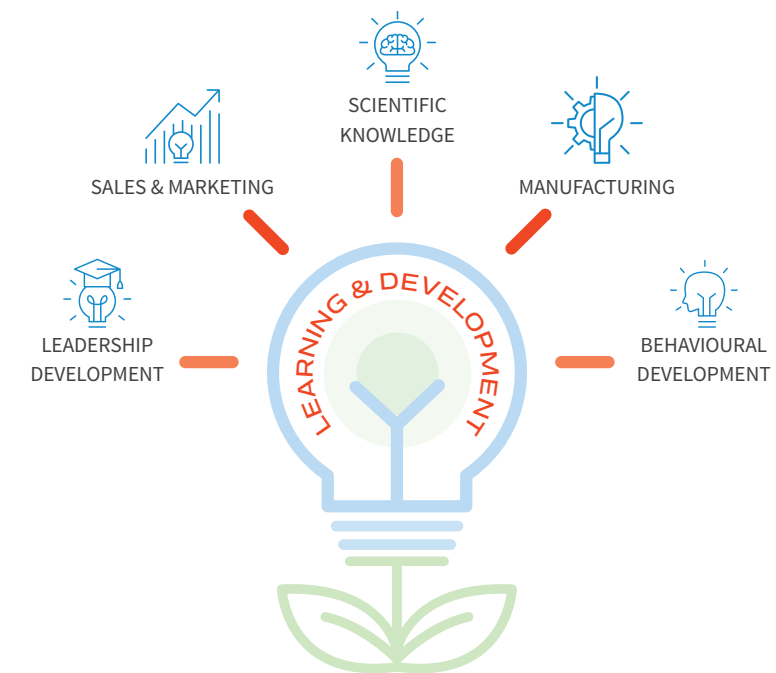 SCIENTIFIC
KNOWLEDGE
SALES & MARKETING
MANUFACTURING
LEARNING & DEVELOPMENT
LEADERSHIP
DEVELOPMENT
BEHAVIOURAL
DEVELOPMENT